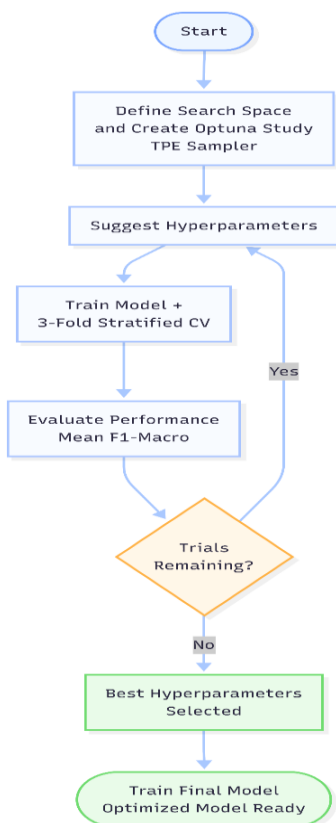 Start
Define Search Space
and Create Optuna Study
TPE Sampler
Suggest Hyperparameters
Train Model +
3-Fold Stratified CV
Yes
Evaluate Performance
Mean F1-Macro
Trials
Remaining?
No
Best Hyperparameters
Selected
Train Final Model
Optimized Model Ready